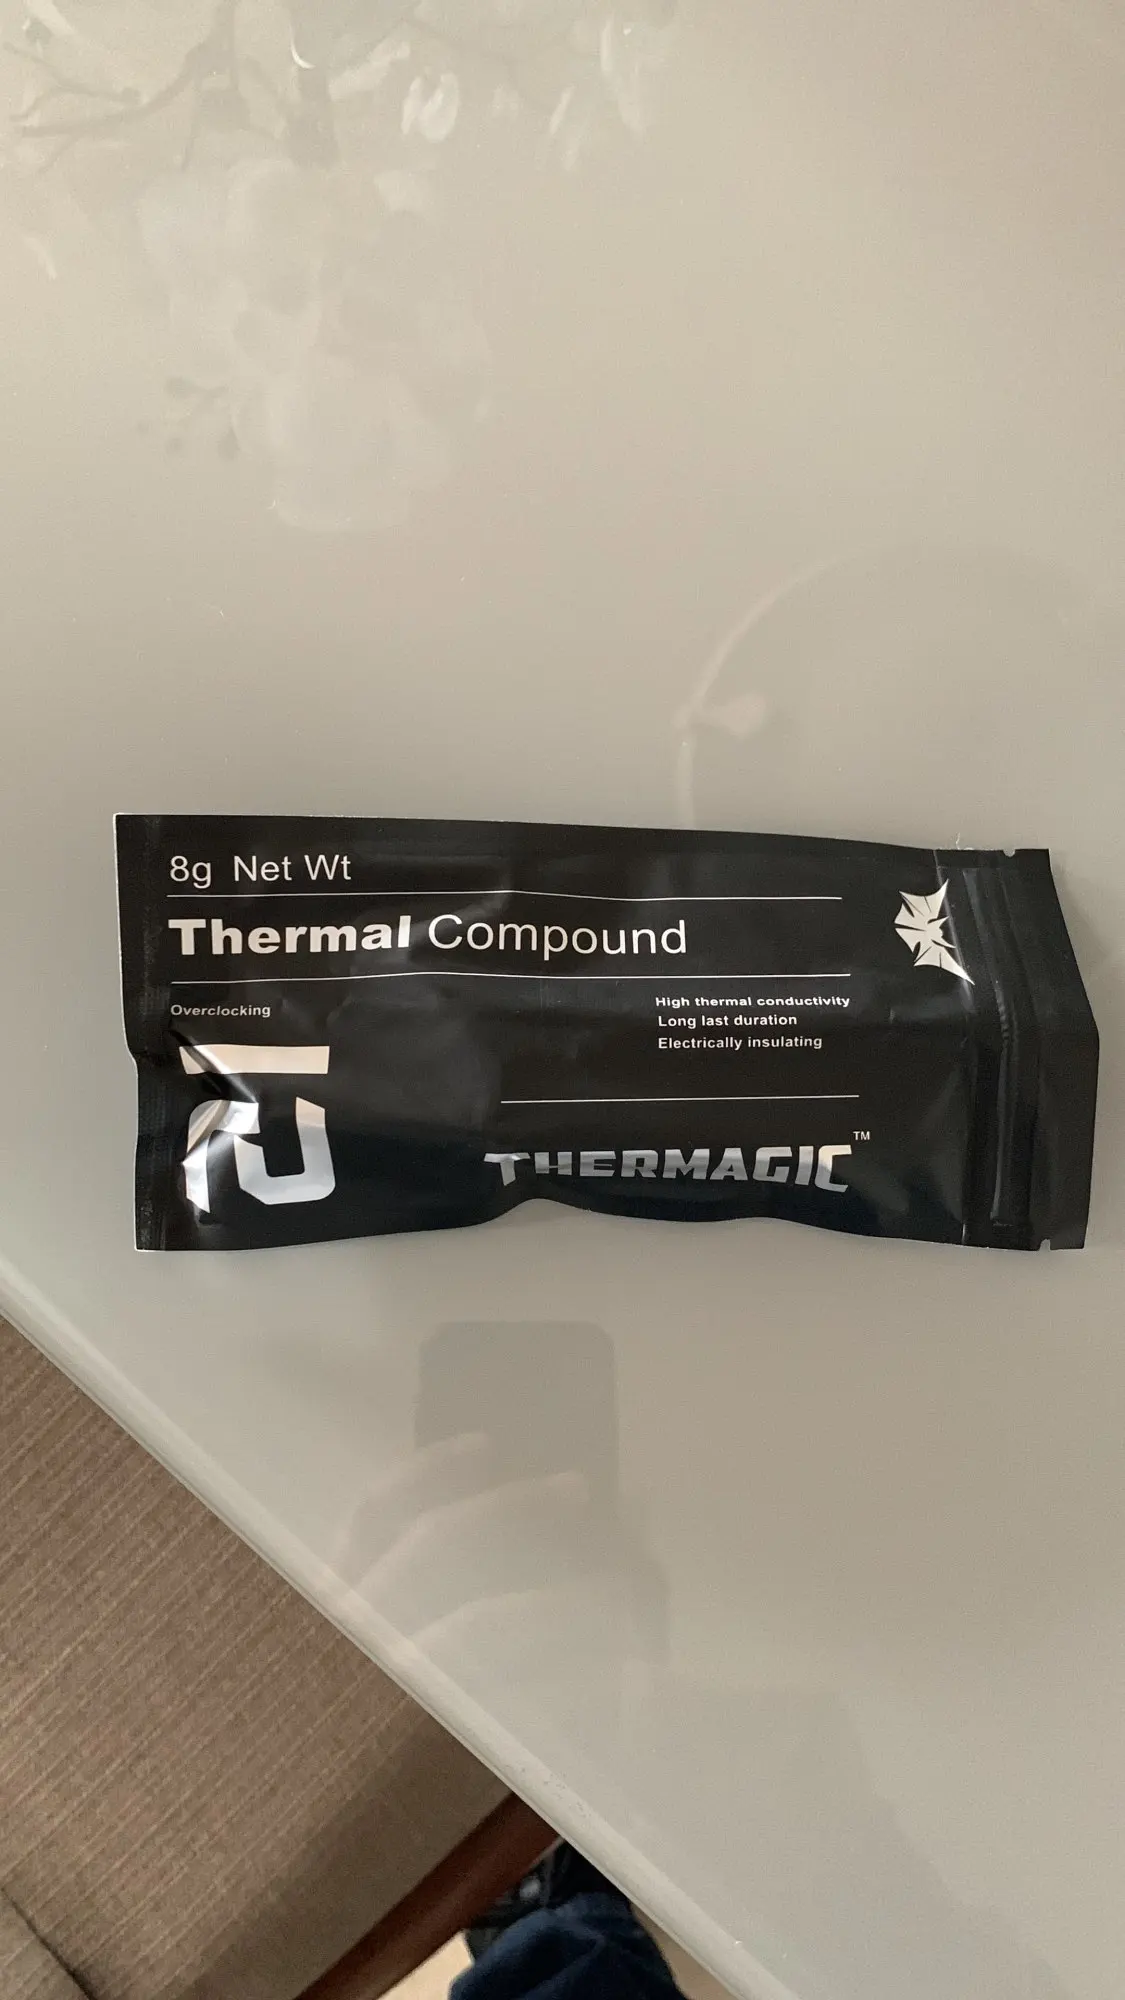 8g Net Wt
Thermal Compound
Overclocking
High thermal conductivity
Long last duration
Electrically insulating
THERMAGIC™